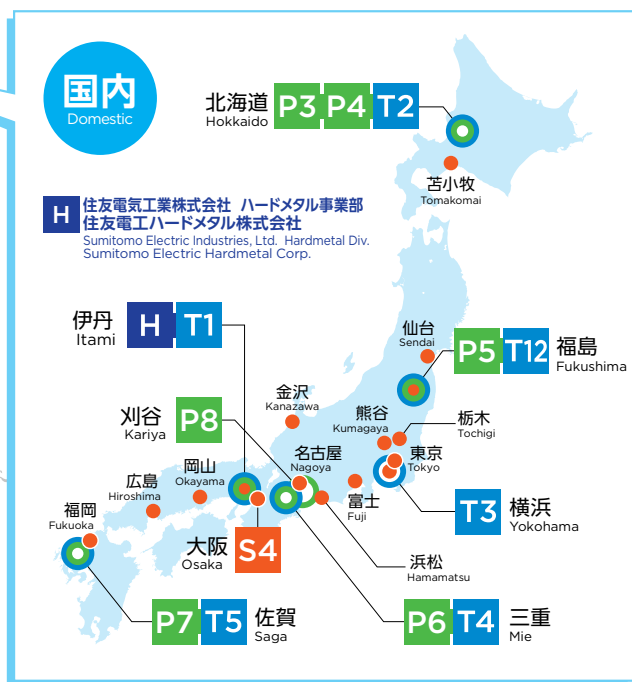 国内
Domestic
北海道
Hokkaido
P3 P4 T2
苫小牧
Tomakomai
H
住友電気工業株式会社 ハードメタル事業部
住友電工ハードメタル株式会社
Sumitomo Electric Industries, Ltd. Hardmetal Div.
Sumitomo Electric Hardmetal Corp.
伊丹
Itami
H T1
仙台
Sendai
P5 T12
福島
Fukushima
金沢
Kanazawa
刈谷
Kariya
P8
熊谷
Kumagaya
栃木
Tochigi
名古屋
Nagoya
東京
Tokyo
岡山
Okayama
広島
Hiroshima
富士
Fuji
T3
横浜
Yokohama
福岡
Fukuoka
大阪
Osaka
S4
浜松
Hamamatsu
P7 T5
佐賀
Saga
P6 T4
三重
Mie